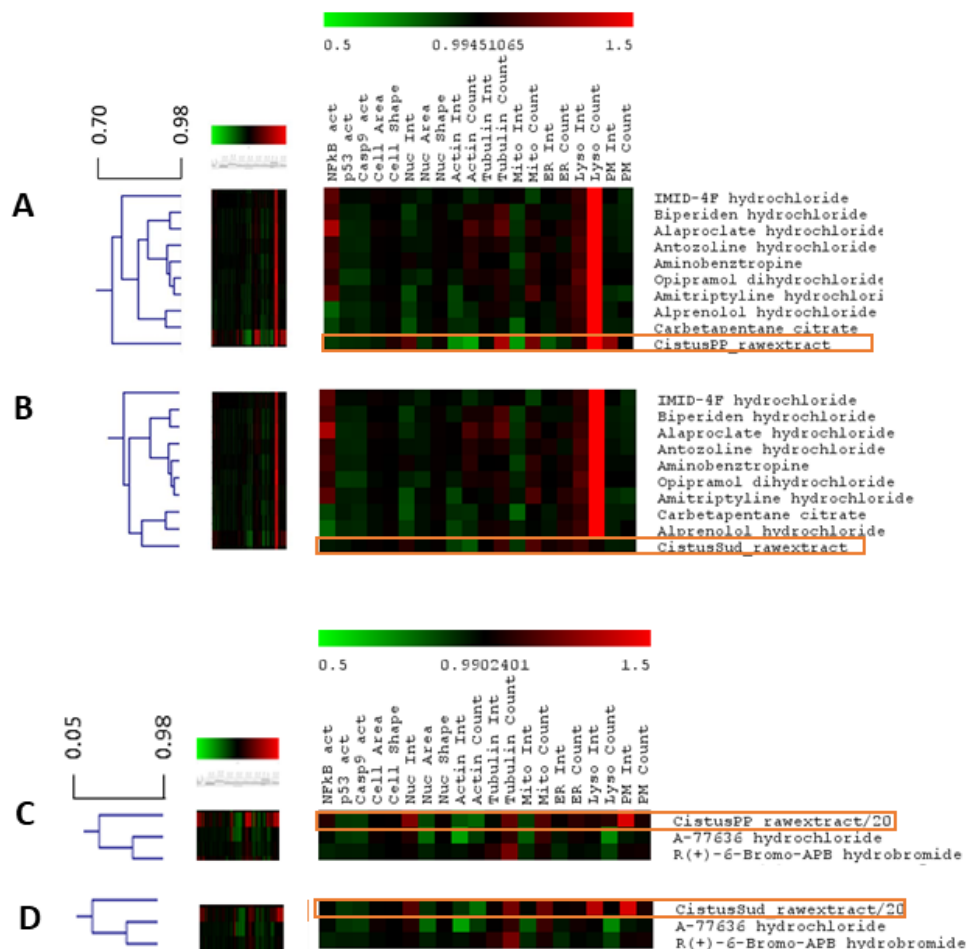 0.5 0.99451065 1.5
0.70
0.98
NFkB act
p53 act
Casp9 act
Cell Area
Cell Shape
Nuc Int
Nuc Area
Nuc Shape
Actin Int
Actin Count
Tubulin Int
Tubulin Count
Mito Int
Mito Count
ER Int
ER Count
Lyso Int
Lyso Count
PM Int
PM Count
A
IMID-4F hydrochloride
Biperiden hydrochloride
Alaproclate hydrochloride
Antozoline hydrochloride
Aminobenztropine
Opipramol dihydrochloride
Amitriptyline hydrochlori
Alprenolol hydrochloride
Carbetapentane citrate
CistusPP_rawextract
B
IMID-4F hydrochloride
Biperiden hydrochloride
Alaproclate hydrochloride
Antozoline hydrochloride
Aminobenztropine
Opipramol dihydrochloride
Amitriptyline hydrochloride
Carbetapentane citrate
Alprenolol hydrochloride
CistusSud_rawextract
0.5 0.9902401 1.5
0.05
0.98
NFkB act
p53 act
Casp9 act
Cell Area
Cell Shape
Nuc Int
Nuc Area
Nuc Shape
Actin Int
Actin Count
Tubulin Int
Tubulin Count
Mito Int
Mito Count
ER Int
ER Count
Lyso Int
Lyso Count
PM Int
PM Count
C
CistusPP_rawextract/20
A-77636 hydrochloride
R(+)-6-Bromo-APB hydrobromide
D
CistusSud_rawextract/20
A-77636 hydrochloride
R(+)-6-Bromo-APB hydrobromide